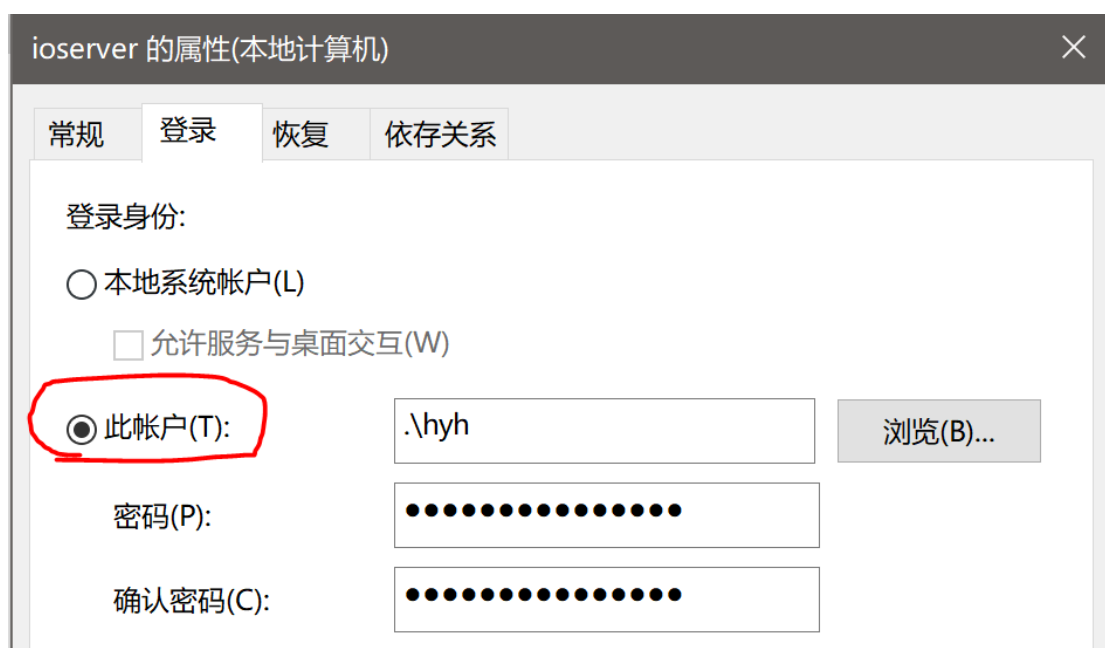 ioserver 的属性(本地计算机)
常规 登录 恢复 依存关系
登录身份:
本地系统帐户(L)
允许服务与桌面交互(W)
此帐户(T): .\hyh 浏览(B)...
密码(P): ●●●●●●●●●●●●●●●
确认密码(C): ●●●●●●●●●●●●●●●